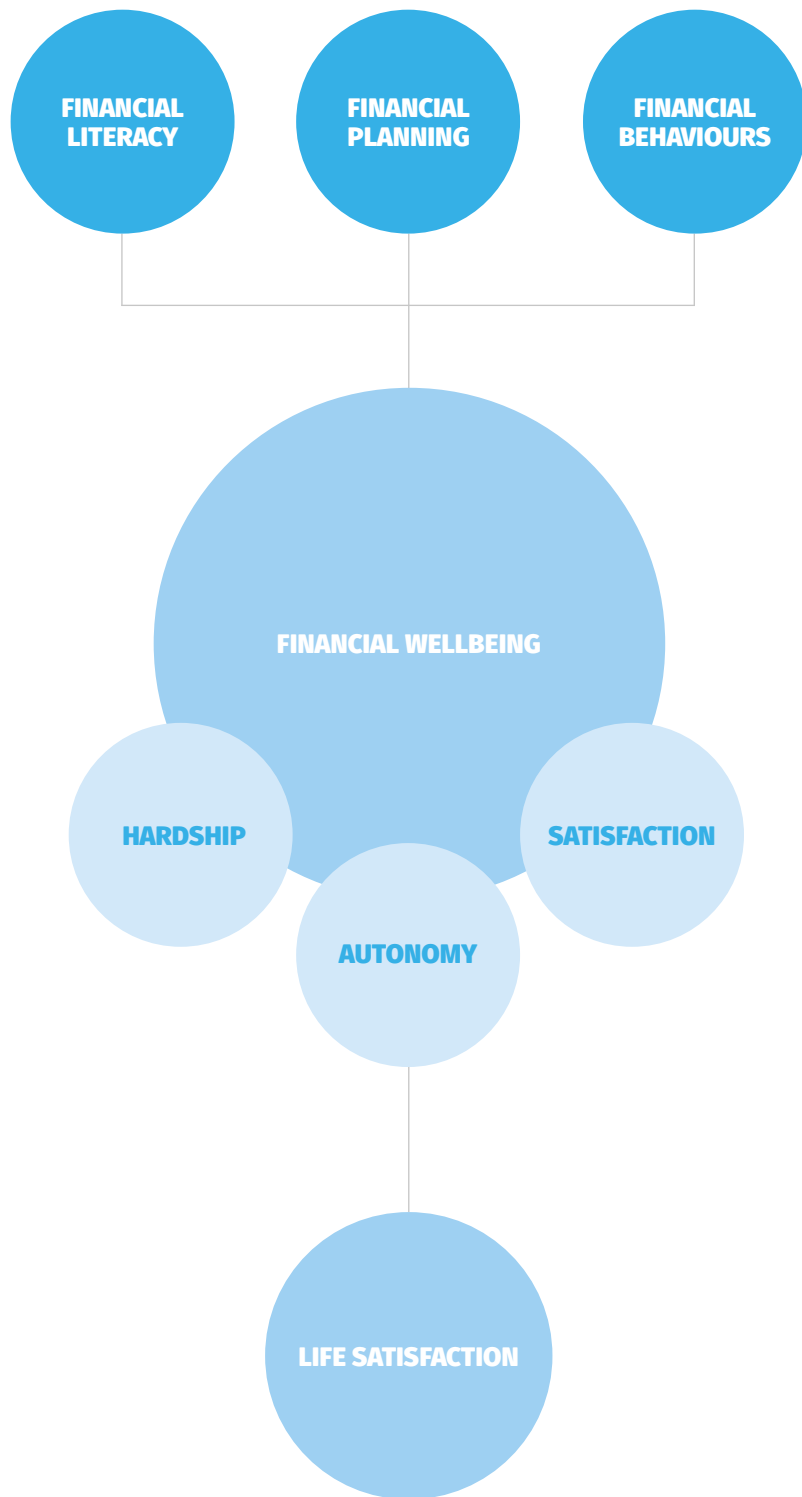 FINANCIAL
LITERACY
FINANCIAL
PLANNING
FINANCIAL
BEHAVIOURS
FINANCIAL WELLBEING
HARDSHIP
SATISFACTION
AUTONOMY
LIFE SATISFACTION